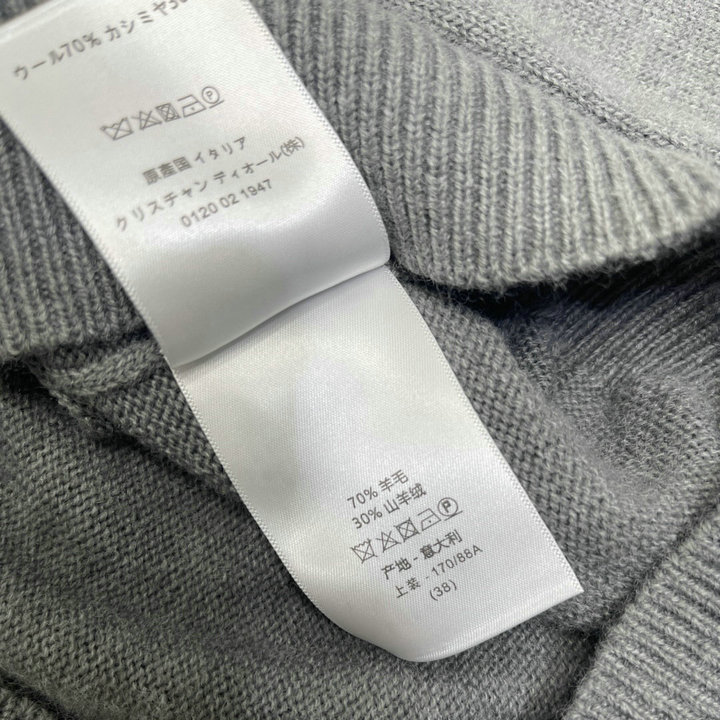 ウール70% カシミヤ30
原産国 イタリア
クリスチャン ディオール(株)
0120 02 1947
70% 羊毛
30% 山羊绒
产地 - 意大利
上装 - 170/88A
(38)